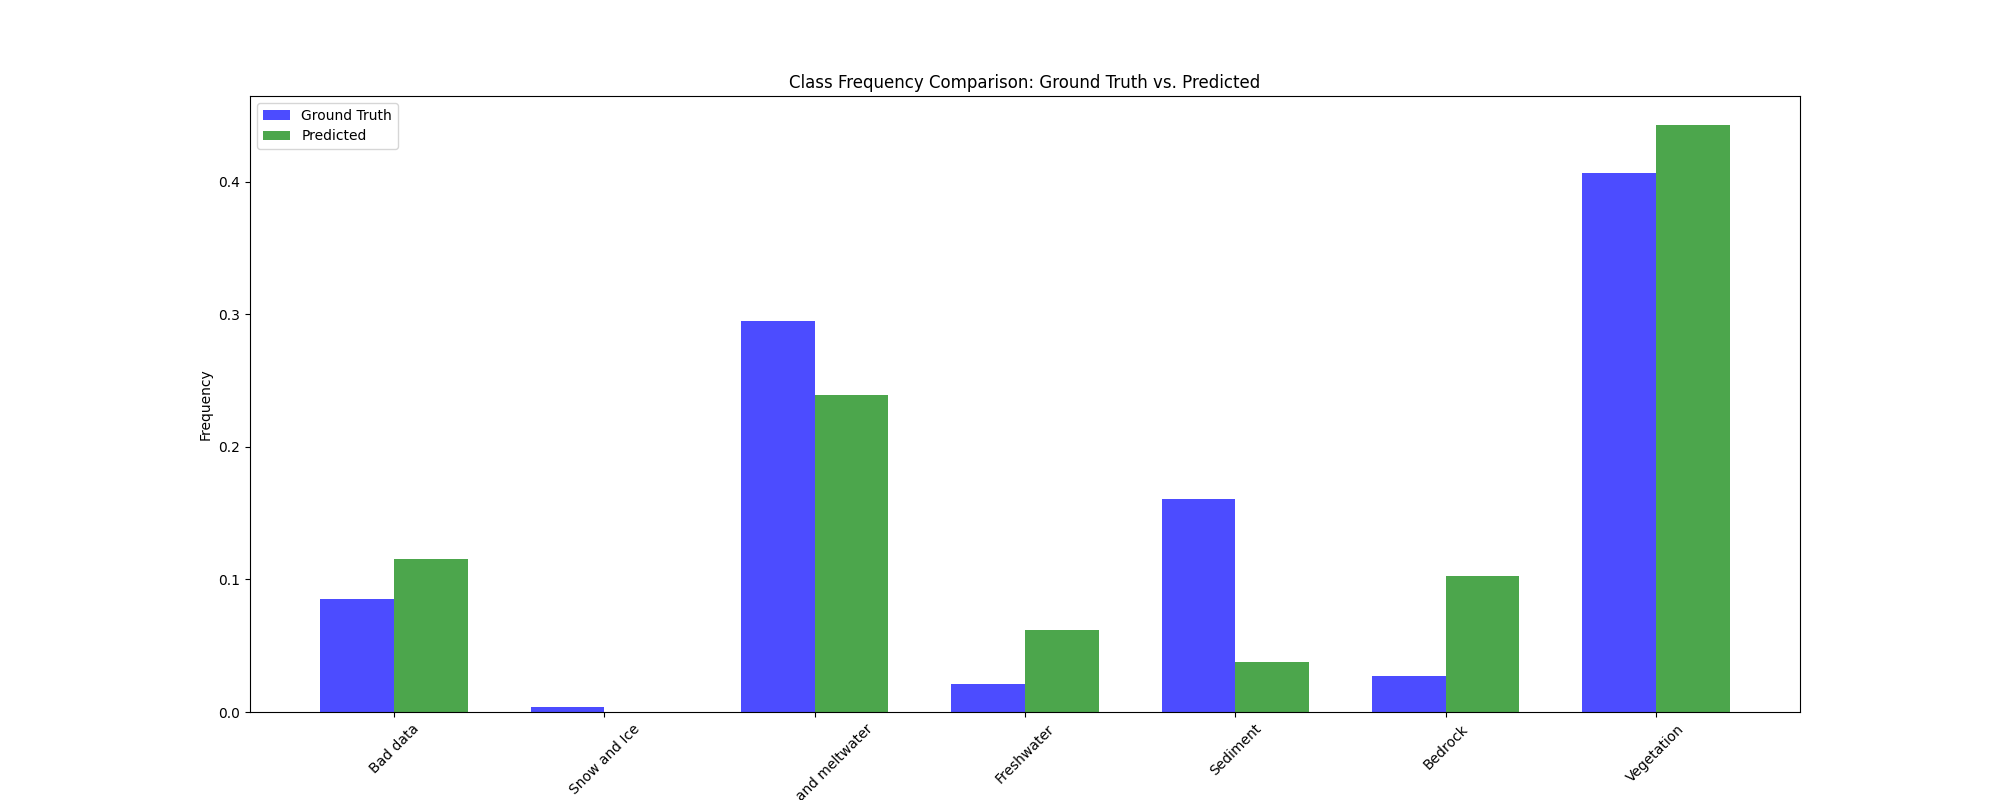 Class Frequency Comparison: Ground Truth vs. Predicted
Ground Truth
Predicted
Frequency
0.4
0.3
0.2
0.1
0.0
Bad data
Snow and Ice
and meltwater
Freshwater
Sediment
Bedrock
Vegetation